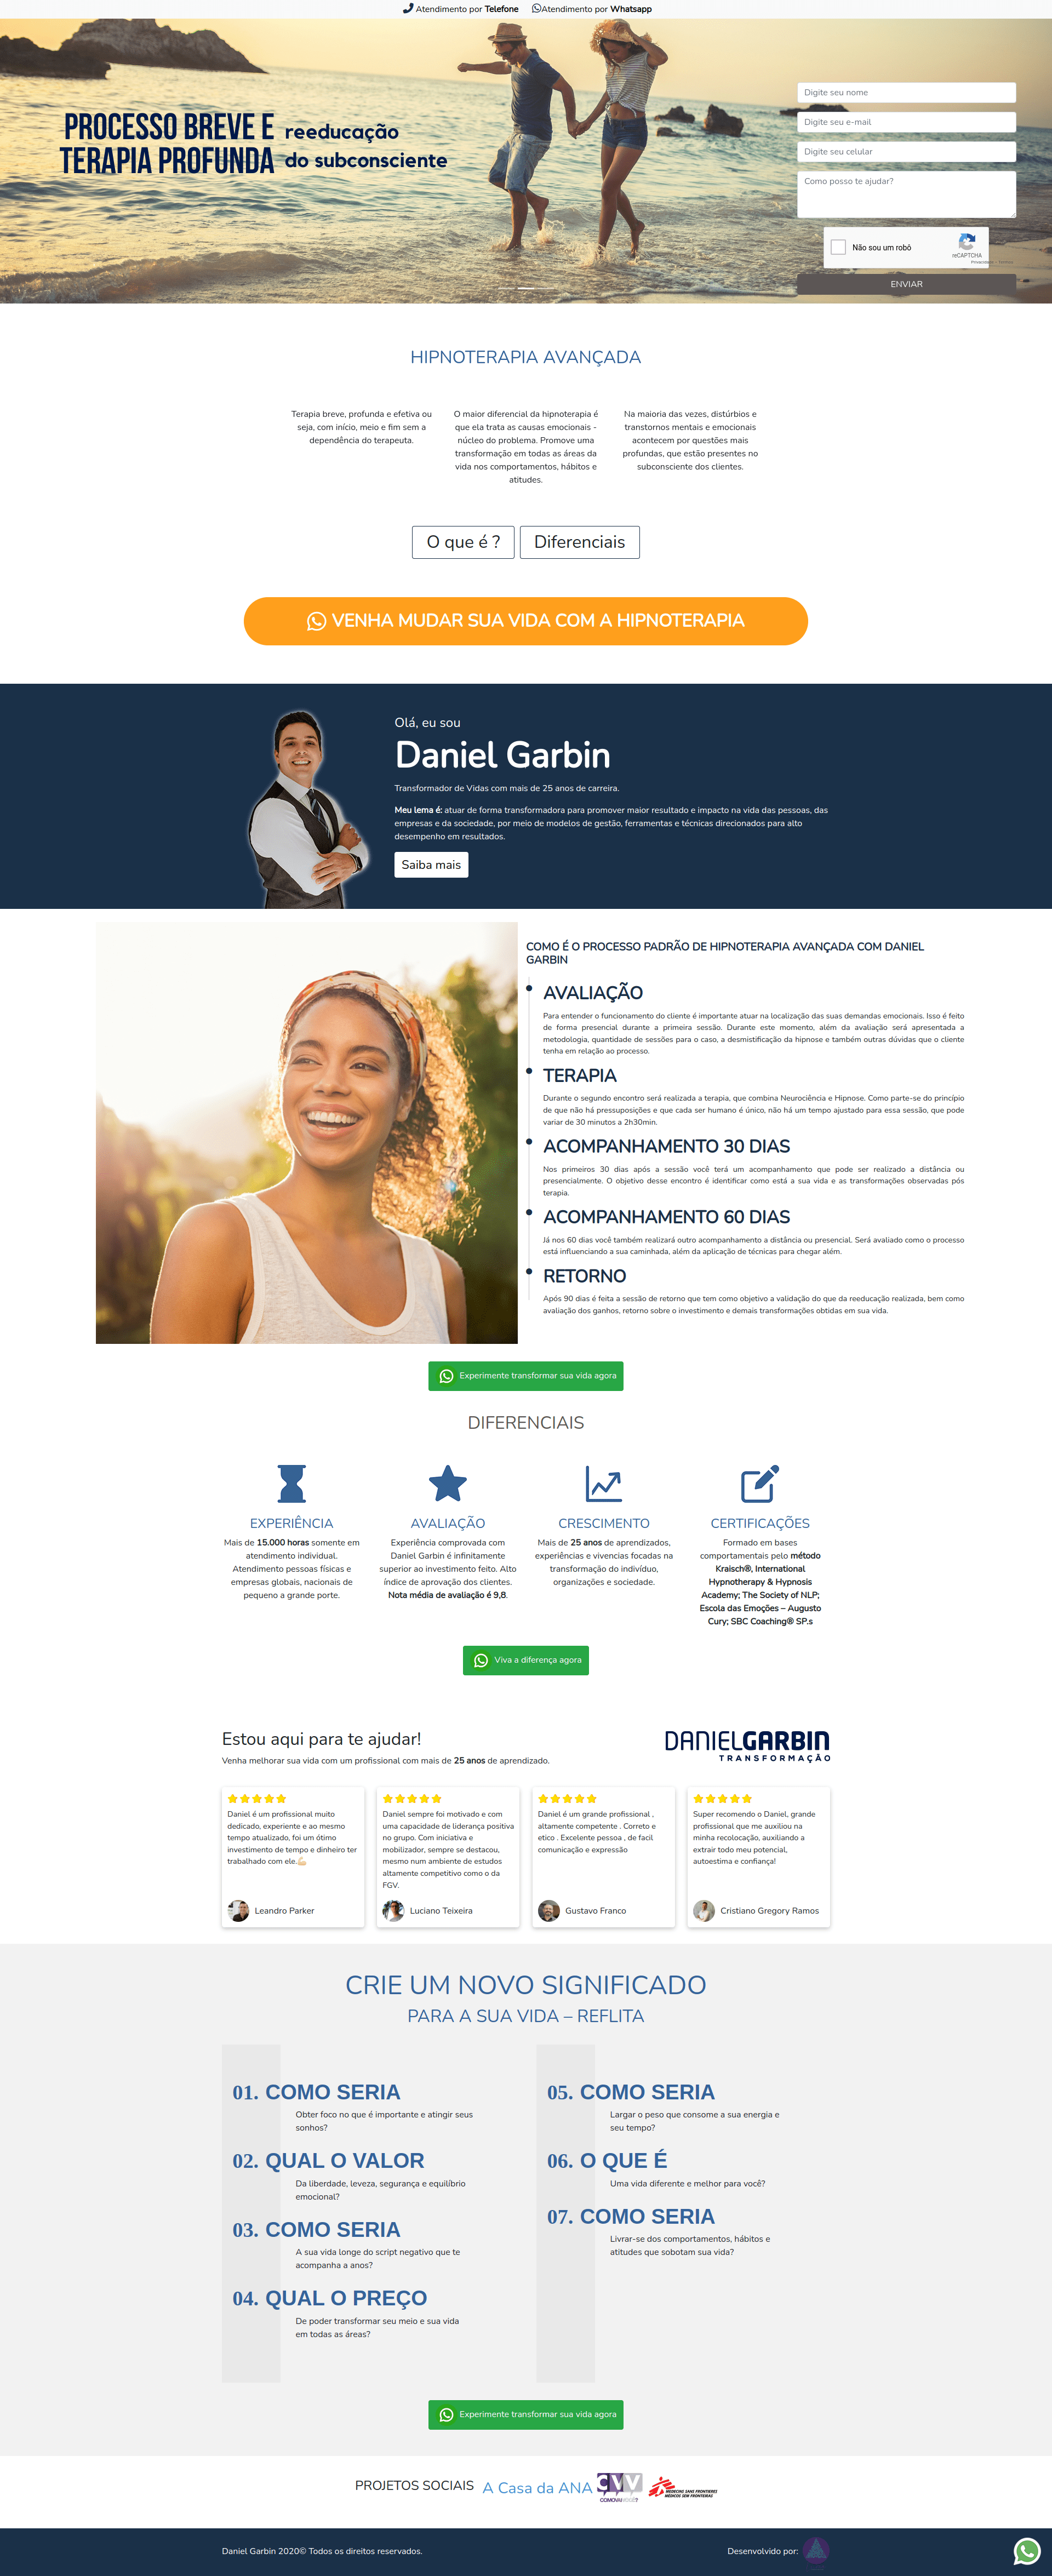 Atendimento por Telefone Atendimento por Whatsapp
PROCESSO BREVE E reeducação
TERAPIA PROFUNDA do subconsciente
Digite seu nome
Digite seu e-mail
Digite seu celular
Como posso te ajudar?
Não sou um robô
reCAPTCHA
Privacidade - Termos
ENVIAR
HIPNOTERAPIA AVANÇADA
Terapia breve, profunda e efetiva ou
seja, com início, meio e fim sem a
dependência do terapeuta.
O maior diferencial da hipnoterapia é
que ela trata as causas emocionais -
núcleo do problema. Promove uma
transformação em todas as áreas da
vida nos comportamentos, hábitos e
atitudes.
Na maioria das vezes, distúrbios e
transtornos mentais e emocionais
acontecem por questões mais
profundas, que estão presentes no
subconsciente dos clientes.
O que é ? Diferenciais
VENHA MUDAR SUA VIDA COM A HIPNOTERAPIA
Olá, eu sou
Daniel Garbin
Transformador de Vidas com mais de 25 anos de carreira.
Meu lema é: atuar de forma transformadora para promover maior resultado e impacto na vida das pessoas, das
empresas e da sociedade, por meio de modelos de gestão, ferramentas e técnicas direcionados para alto
desempenho em resultados.
Saiba mais
COMO É O PROCESSO PADRÃO DE HIPNOTERAPIA AVANÇADA COM DANIEL
GARBIN
AVALIAÇÃO
Para entender o funcionamento do cliente é importante atuar na localização das suas demandas emocionais. Isso é feito
de forma presencial durante a primeira sessão. Durante este momento, além da avaliação será apresentada a
metodologia, quantidade de sessões para o caso, a desmistificação da hipnose e também outras dúvidas que o cliente
tenha em relação ao processo.
TERAPIA
Durante o segundo encontro será realizada a terapia, que combina Neurociência e Hipnose. Como parte-se do princípio
de que não há pressuposições e que cada ser humano é único, não há um tempo ajustado para essa sessão, que pode
variar de 30 minutos a 2h30min.
ACOMPANHAMENTO 30 DIAS
Nos primeiros 30 dias após a sessão você terá um acompanhamento que pode ser realizado a distância ou
presencialmente. O objetivo desse encontro é identificar como está a sua vida e as transformações observadas pós
terapia.
ACOMPANHAMENTO 60 DIAS
Já nos 60 dias você também realizará outro acompanhamento a distância ou presencial. Será avaliado como o processo
está influenciando a sua caminhada, além da aplicação de técnicas para chegar além.
RETORNO
Após 90 dias é feita a sessão de retorno que tem como objetivo a validação do que da reeducação realizada, bem como
avaliação dos ganhos, retorno sobre o investimento e demais transformações obtidas em sua vida.
Experimente transformar sua vida agora
DIFERENCIAIS
EXPERIÊNCIA
Mais de 15.000 horas somente em
atendimento individual.
Atendimento pessoas físicas e
empresas globais, nacionais de
pequeno a grande porte.
AVALIAÇÃO
Experiência comprovada com
Daniel Garbin é infinitamente
superior ao investimento feito. Alto
índice de aprovação dos clientes.
Nota média de avaliação é 9,8.
CRESCIMENTO
Mais de 25 anos de aprendizados,
experiências e vivencias focadas na
transformação do indivíduo,
organizações e sociedade.
CERTIFICAÇÕES
Formado em bases
comportamentais pelo método
Kraisch®, International
Hypnotherapy & Hypnosis
Academy; The Society of NLP;
Escola das Emoções – Augusto
Cury; SBC Coaching® SP.s
Viva a diferença agora
Estou aqui para te ajudar!
Venha melhorar sua vida com um profissional com mais de 25 anos de aprendizado.
DANIELGARBIN
TRANSFORMAÇÃO
Daniel é um profissional muito
dedicado, experiente e ao mesmo
tempo atualizado, foi um ótimo
investimento de tempo e dinheiro ter
trabalhado com ele.💪🏻
Leandro Parker
Daniel sempre foi motivado e com
uma capacidade de liderança positiva
no grupo. Com iniciativa e
mobilizador, sempre se destacou,
mesmo num ambiente de estudos
altamente competitivo como o da
FGV.
Luciano Teixeira
Daniel é um grande profissional ,
altamente competente . Correto e
etico . Excelente pessoa , de facil
comunicação e expressão
Gustavo Franco
Super recomendo o Daniel, grande
profissional que me auxiliou na
minha recolocação, auxiliando a
extrair todo meu potencial,
autoestima e confiança!
Cristiano Gregory Ramos
CRIE UM NOVO SIGNIFICADO
PARA A SUA VIDA – REFLITA
01. COMO SERIA
Obter foco no que é importante e atingir seus
sonhos?
02. QUAL O VALOR
Da liberdade, leveza, segurança e equilíbrio
emocional?
03. COMO SERIA
A sua vida longe do script negativo que te
acompanha a anos?
04. QUAL O PREÇO
De poder transformar seu meio e sua vida
em todas as áreas?
05. COMO SERIA
Largar o peso que consome a sua energia e
seu tempo?
06. O QUE É
Uma vida diferente e melhor para você?
07. COMO SERIA
Livrar-se dos comportamentos, hábitos e
atitudes que sobotam sua vida?
Experimente transformar sua vida agora
PROJETOS SOCIAIS A Casa da ANA
CVV
COMO VAI VOCÊ?
MEDECINS SANS FRONTIERES
MÉDICOS SEM FRONTEIRAS
Daniel Garbin 2020© Todos os direitos reservados.
Desenvolvido por: